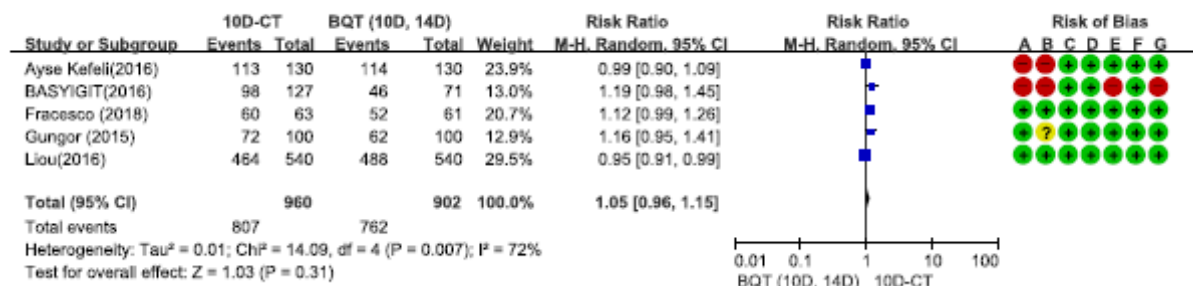 10D-CT BQT (10D, 14D) Risk Ratio Risk Ratio Risk of Bias
Study or Subgroup Events Total Events Total Weight M-H, Random, 95% CI M-H, Random, 95% CI A B C D E F G
Ayse Kefeli(2016) 113 130 114 130 23.9% 0.99 [0.90, 1.09] - - + + + + +
BASYIGIT(2016) 98 127 46 71 13.0% 1.19 [0.98, 1.45] - - + + - + -
Fracesco (2018) 60 63 52 61 20.7% 1.12 [0.99, 1.26] + + + + + + +
Gungor (2015) 72 100 62 100 12.9% 1.16 [0.95, 1.41] + ? + + + + +
Liou(2016) 464 540 488 540 29.5% 0.95 [0.91, 0.99] + + + + + + +
Total (95% CI) 960 902 100.0% 1.05 [0.96, 1.15]
Total events 807 762
Heterogeneity: Tau² = 0.01; Chi² = 14.09, df = 4 (P = 0.007); I² = 72%
Test for overall effect: Z = 1.03 (P = 0.31)
0.01 0.1 1 10 100
BQT (10D, 14D) 10D-CT